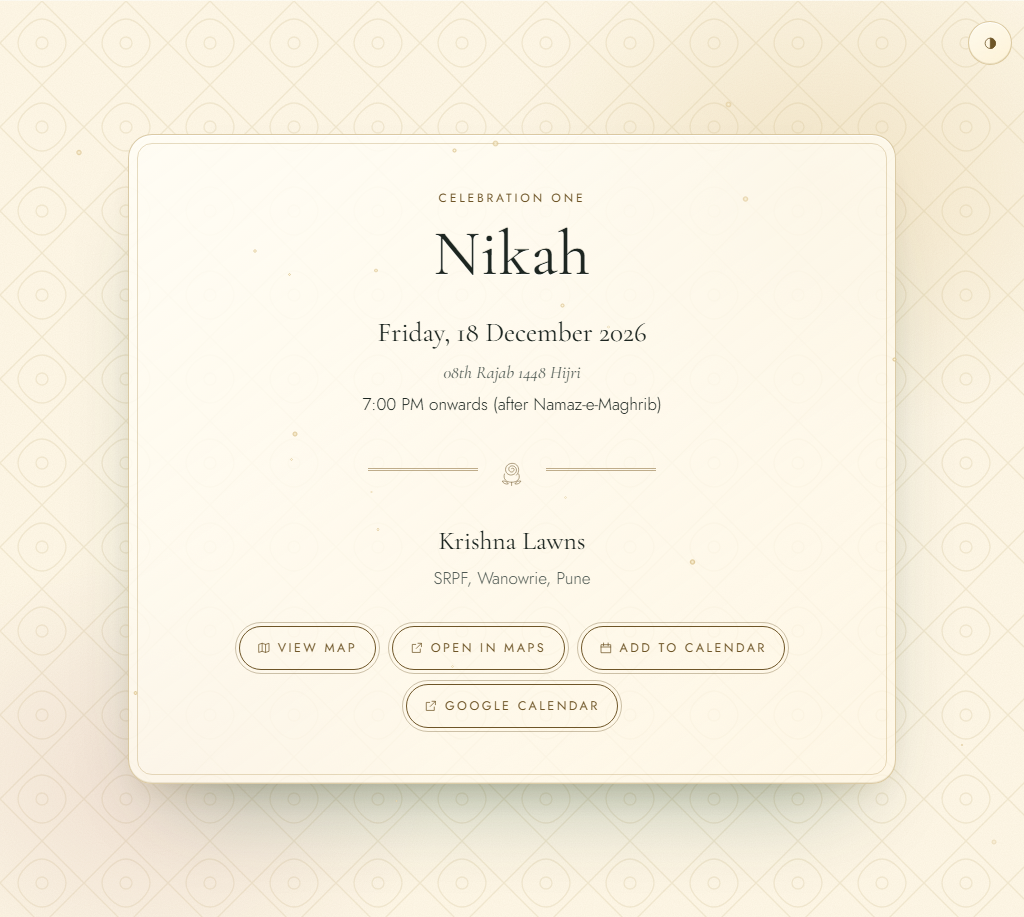 CELEBRATION ONE
Nikah
Friday, 18 December 2026
08th Rajab 1448 Hijri
7:00 PM onwards (after Namaz-e-Maghrib)
Krishna Lawns
SRPF, Wanowrie, Pune
VIEW MAP
OPEN IN MAPS
ADD TO CALENDAR
GOOGLE CALENDAR